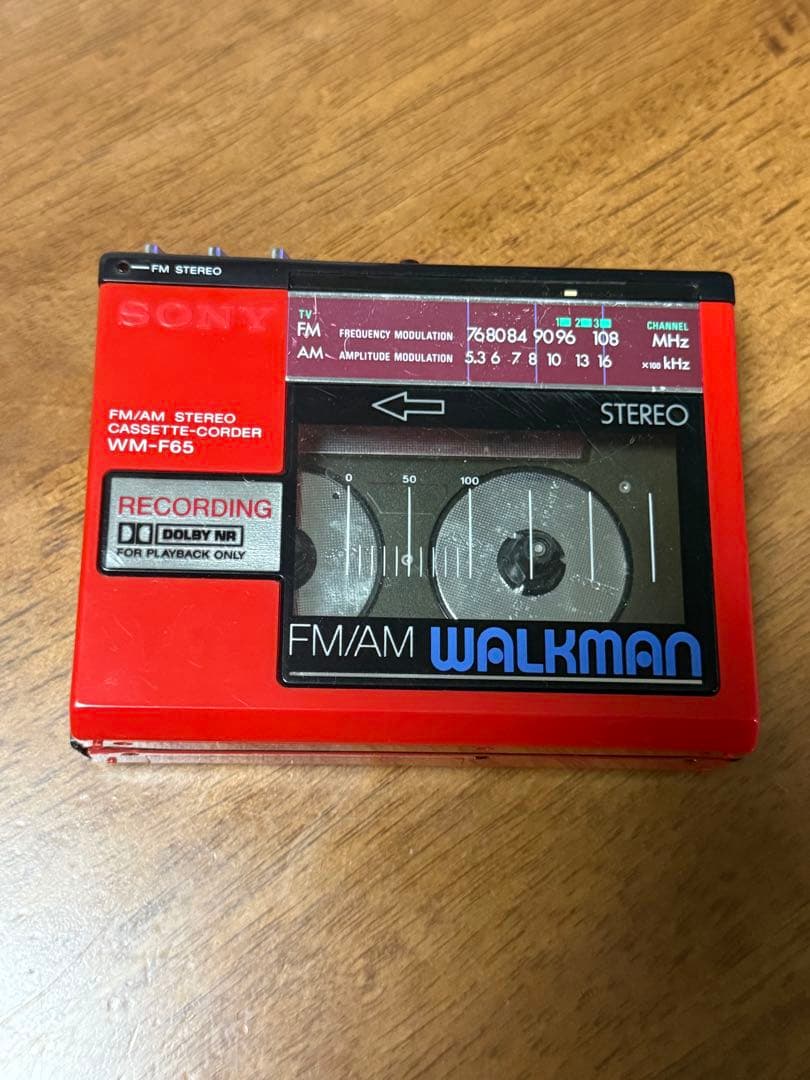 FM STEREO
SONY
TV
1 2 3
CHANNEL
FM FREQUENCY MODULATION 76 80 84 90 96 108 MHz
AM AMPLITUDE MODULATION 5.3 6 7 8 10 13 16 ×100 kHz
FM/AM STEREO
CASSETTE-CORDER
WM-F65
STEREO
RECORDING
DOLBY NR
FOR PLAYBACK ONLY
0 50 100
FM/AM WALKMAN